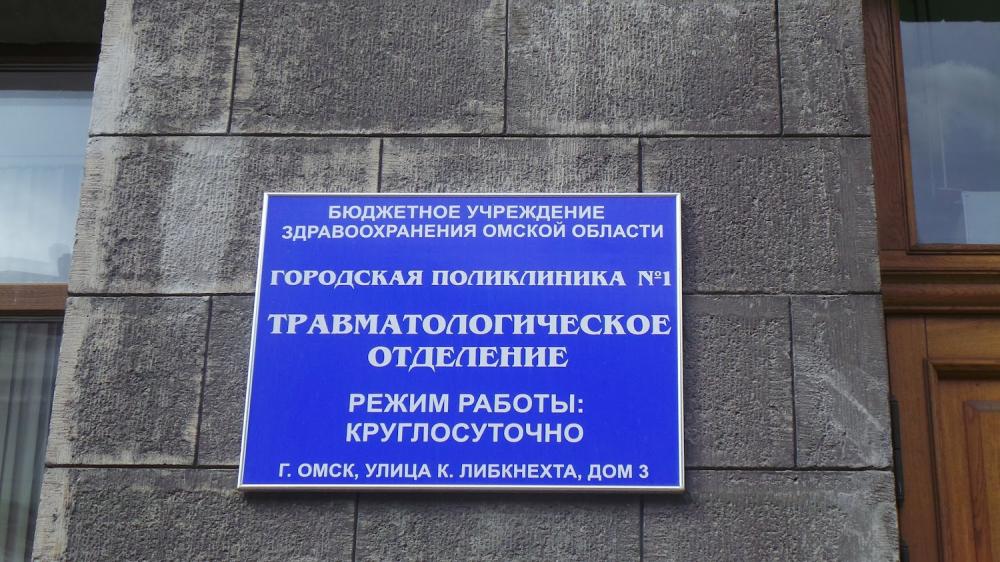 БЮДЖЕТНОЕ УЧРЕЖДЕНИЕ
ЗДРАВООХРАНЕНИЯ ОМСКОЙ ОБЛАСТИ
ГОРОДСКАЯ ПОЛИКЛИНИКА №1
ТРАВМАТОЛОГИЧЕСКОЕ
ОТДЕЛЕНИЕ
РЕЖИМ РАБОТЫ:
КРУГЛОСУТОЧНО
Г. ОМСК, УЛИЦА К. ЛИБКНЕХТА, ДОМ 3